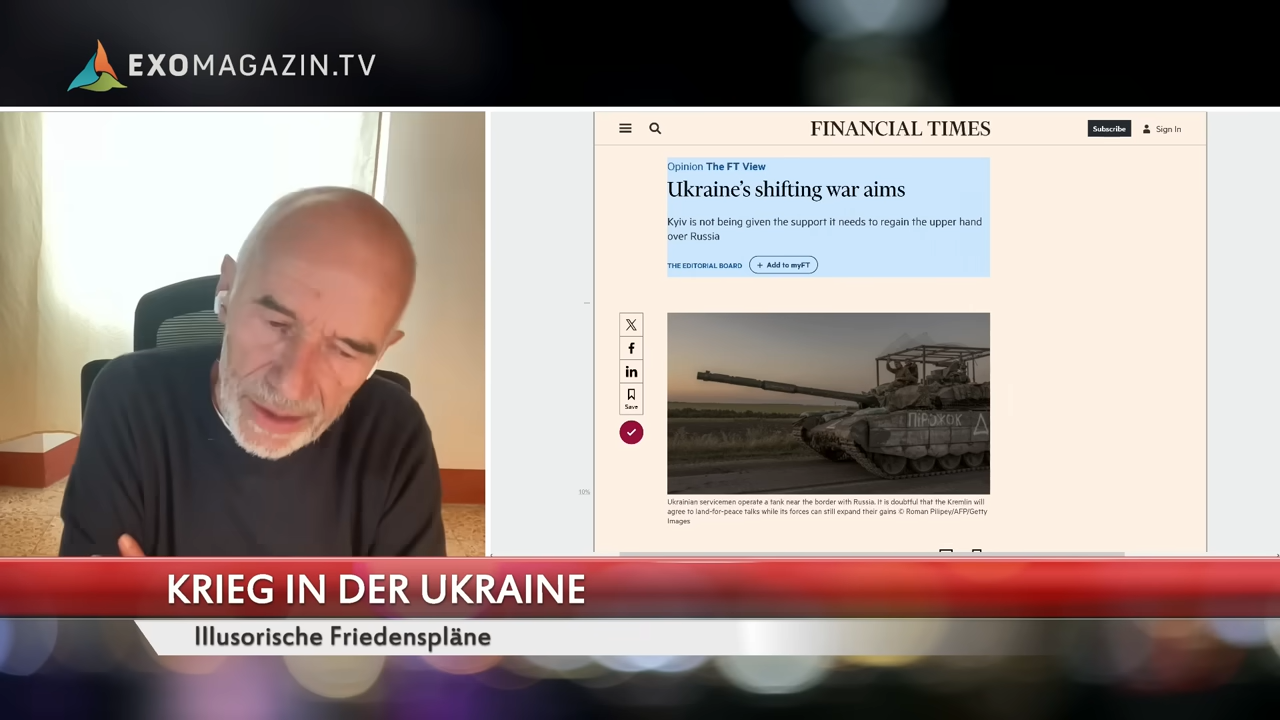 EXOMAGAZIN.TV
FINANCIAL TIMES
Subscribe
Sign In
Opinion The FT View
Ukraine's shifting war aims
Kyiv is not being given the support it needs to regain the upper hand
over Russia
THE EDITORIAL BOARD
+ Add to myFT
Save
10%
ПіРОЖОК
Ukrainian servicemen operate a tank near the border with Russia. It is doubtful that the Kremlin will
agree to land-for-peace talks while its forces can still expand their gains © Roman Pilipey/AFP/Getty
Images
KRIEG IN DER UKRAINE
Illusorische Friedenspläne